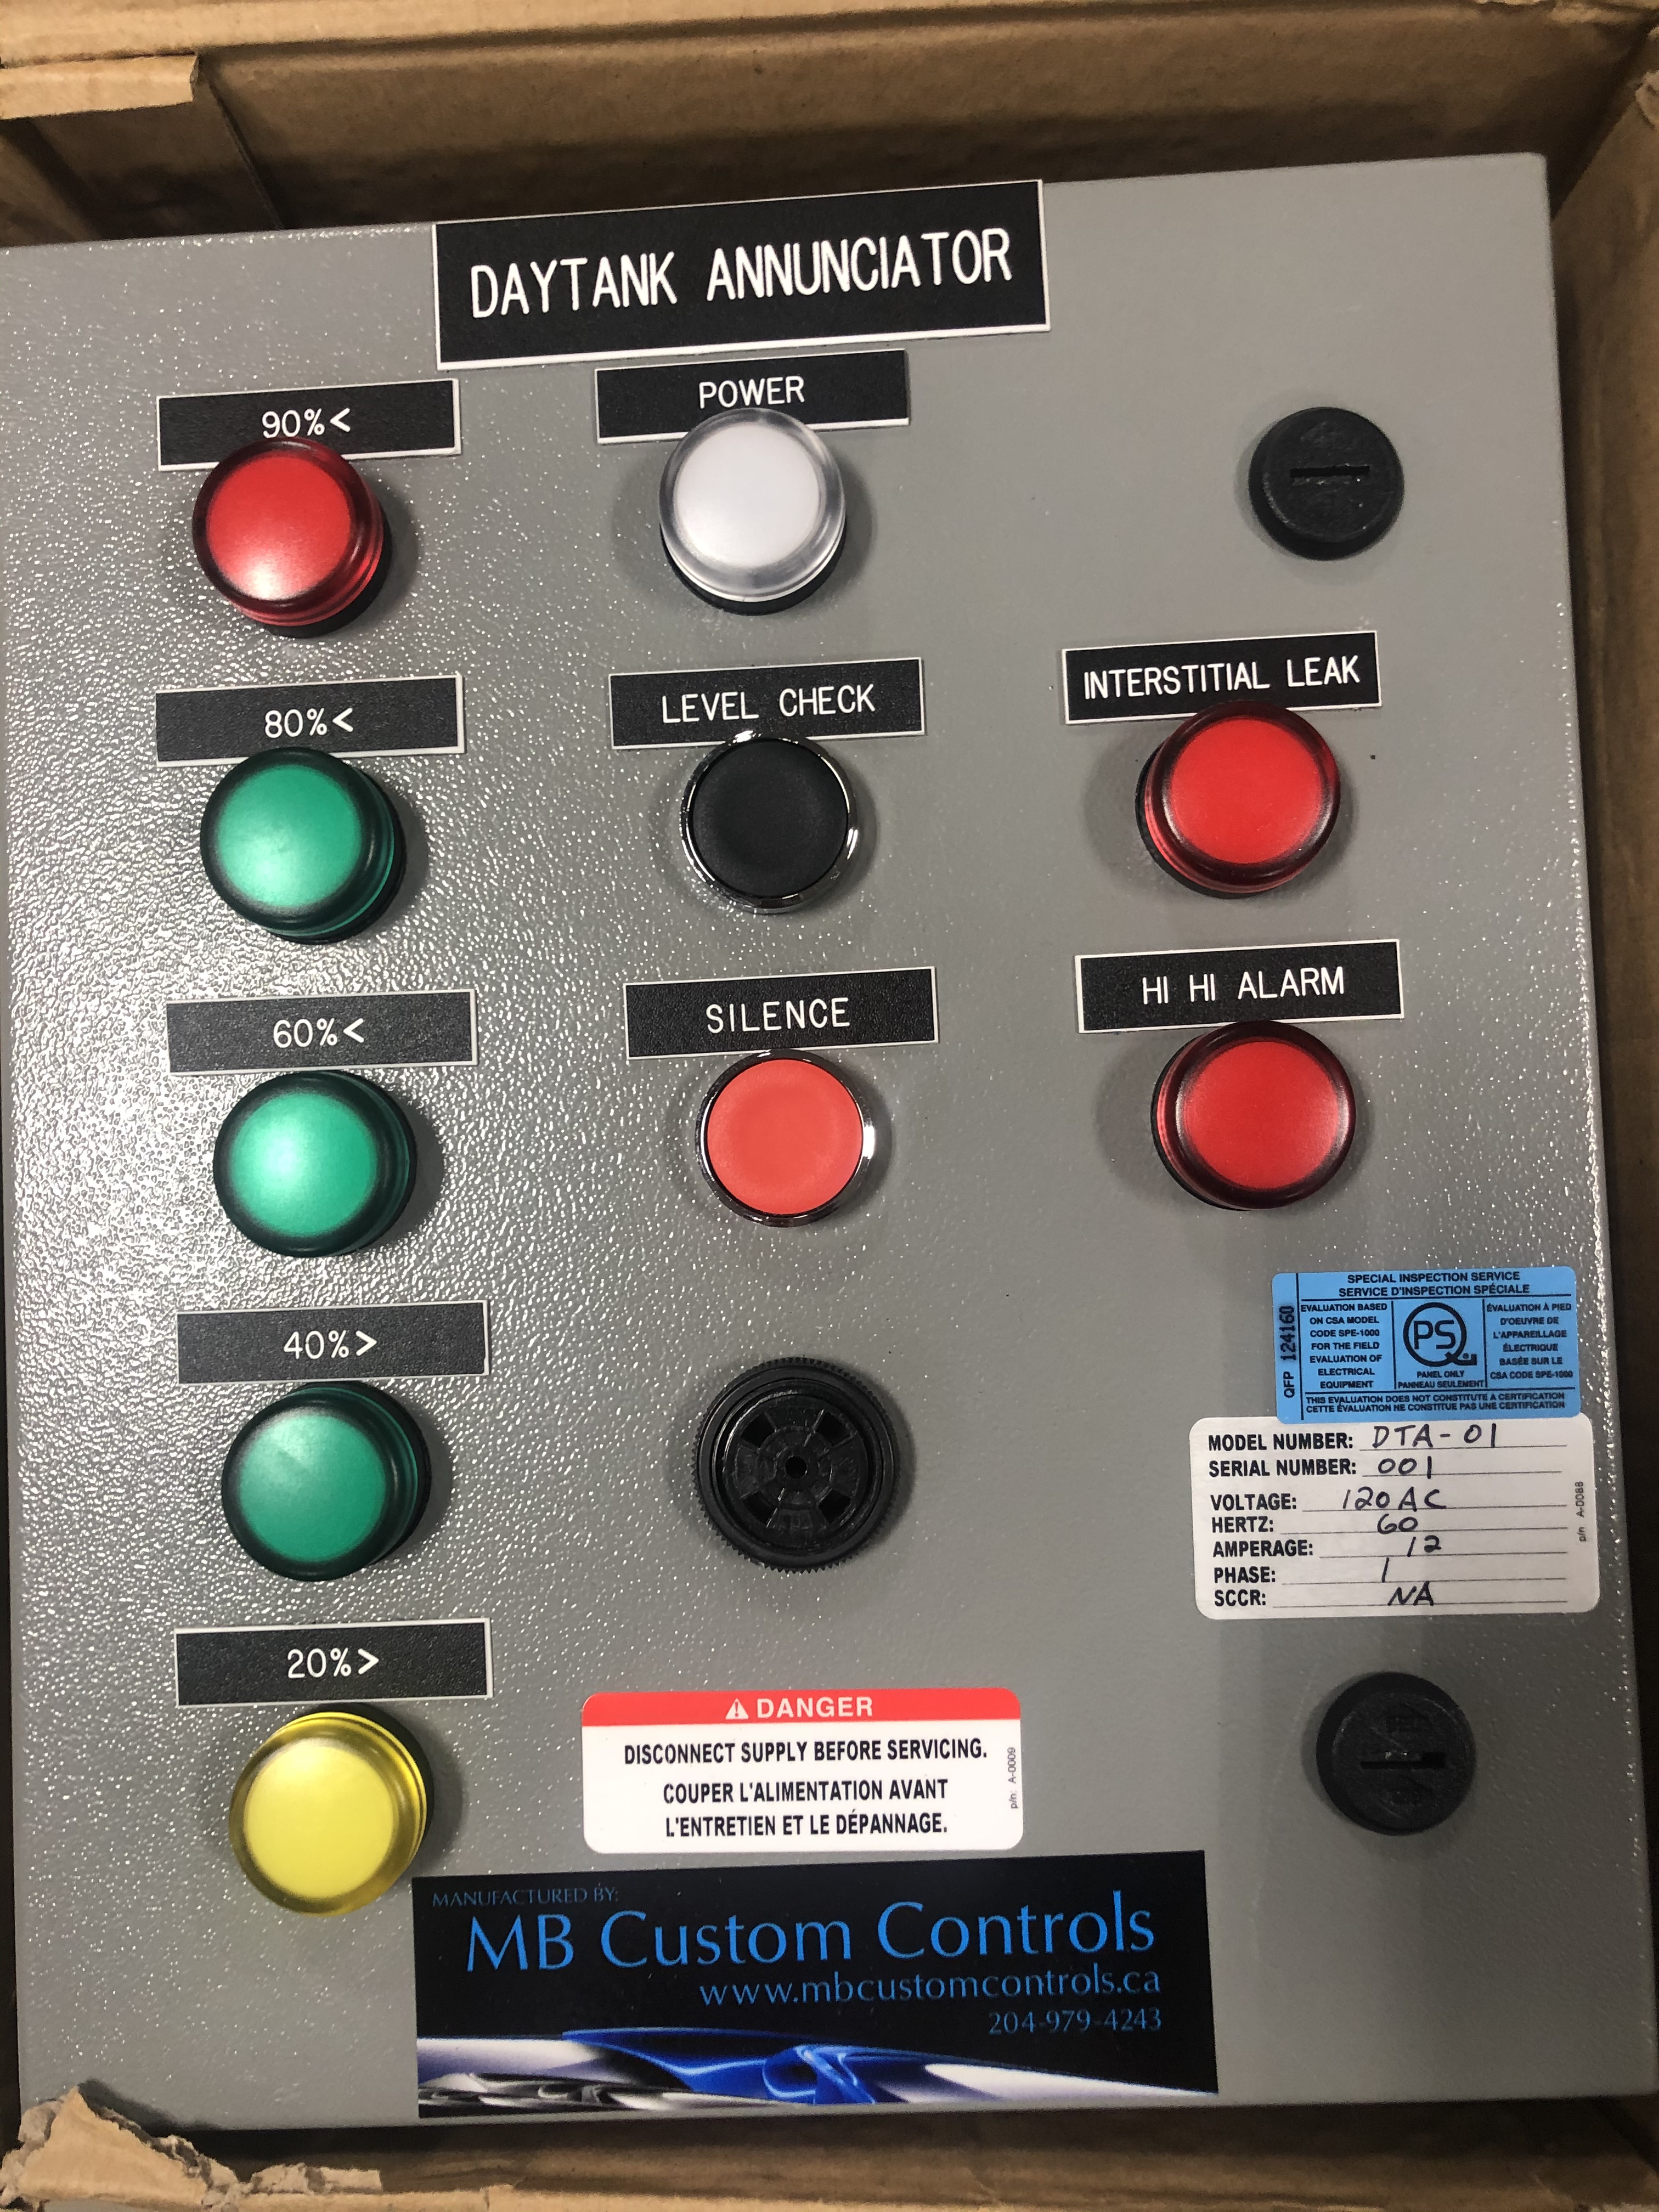 DAYTANK ANNUNCIATOR
90%<
POWER
80%<
LEVEL CHECK
INTERSTITIAL LEAK
60%<
SILENCE
HI HI ALARM
40%>
20%>
SPECIAL INSPECTION SERVICE
SERVICE D'INSPECTION SPÉCIALE
QFP 124160
EVALUATION BASED
ON CSA MODEL
CODE SPE-1000
FOR THE FIELD
EVALUATION OF
ELECTRICAL
EQUIPMENT
PS
PANEL ONLY
PANNEAU SEULEMENT
ÉVALUATION À PIED
D'OEUVRE DE
L'APPAREILLAGE
ÉLECTRIQUE
BASÉE SUR LE
CSA CODE SPE-1000
THIS EVALUATION DOES NOT CONSTITUTE A CERTIFICATION
CETTE ÉVALUATION NE CONSTITUE PAS UNE CERTIFICATION
MODEL NUMBER: DTA-01
SERIAL NUMBER: 001
VOLTAGE: 120 AC
HERTZ: 60
AMPERAGE: 12
PHASE: 1
SCCR: NA
p/n A-0088
DANGER
DISCONNECT SUPPLY BEFORE SERVICING.
COUPER L'ALIMENTATION AVANT
L'ENTRETIEN ET LE DÉPANNAGE.
p/n: A-0009
MANUFACTURED BY:
MB Custom Controls
www.mbcustomcontrols.ca
204-979-4243